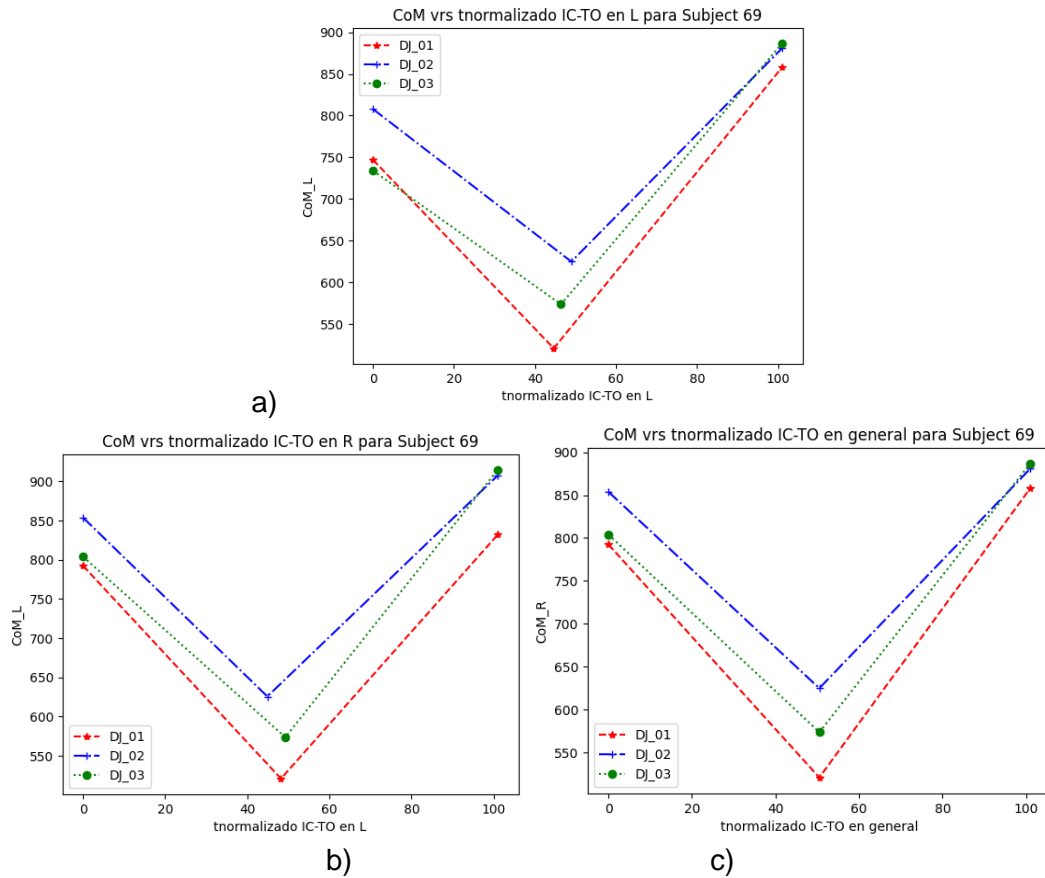 CoM vrs tnormalizado IC-TO en L para Subject 69
DJ_01
DJ_02
DJ_03
900
850
800
750
700
650
600
550
CoM_L
0 20 40 60 80 100
tnormalizado IC-TO en L
a)
CoM vrs tnormalizado IC-TO en R para Subject 69
900
850
800
750
700
650
600
550
CoM_L
DJ_01
DJ_02
DJ_03
0 20 40 60 80 100
tnormalizado IC-TO en L
b)
CoM vrs tnormalizado IC-TO en general para Subject 69
900
850
800
750
700
650
600
550
CoM_R
DJ_01
DJ_02
DJ_03
0 20 40 60 80 100
tnormalizado IC-TO en general
c)